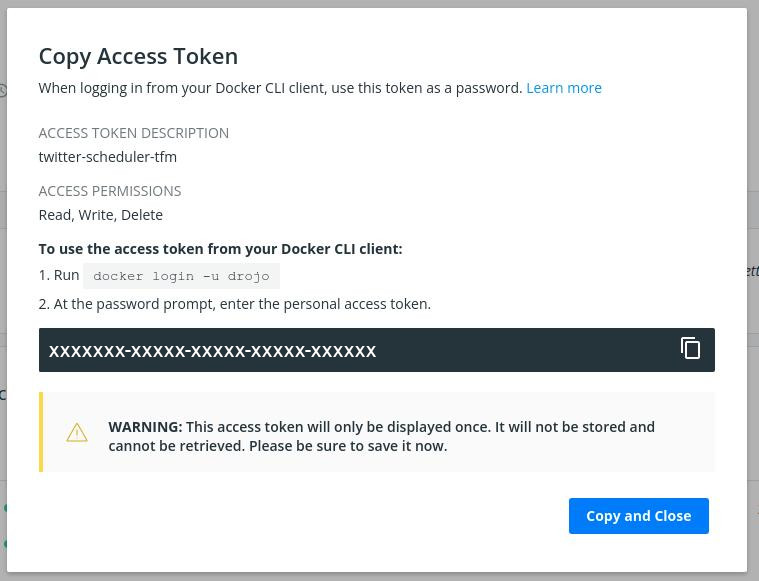 Copy Access Token
When logging in from your Docker CLI client, use this token as a password. Learn more
ACCESS TOKEN DESCRIPTION
twitter-scheduler-tfm
ACCESS PERMISSIONS
Read, Write, Delete
To use the access token from your Docker CLI client:
1. Run docker login -u drojo
2. At the password prompt, enter the personal access token.
XXXXXXX-XXXXX-XXXXX-XXXXX-XXXXXX
WARNING: This access token will only be displayed once. It will not be stored and
cannot be retrieved. Please be sure to save it now.
Copy and Close